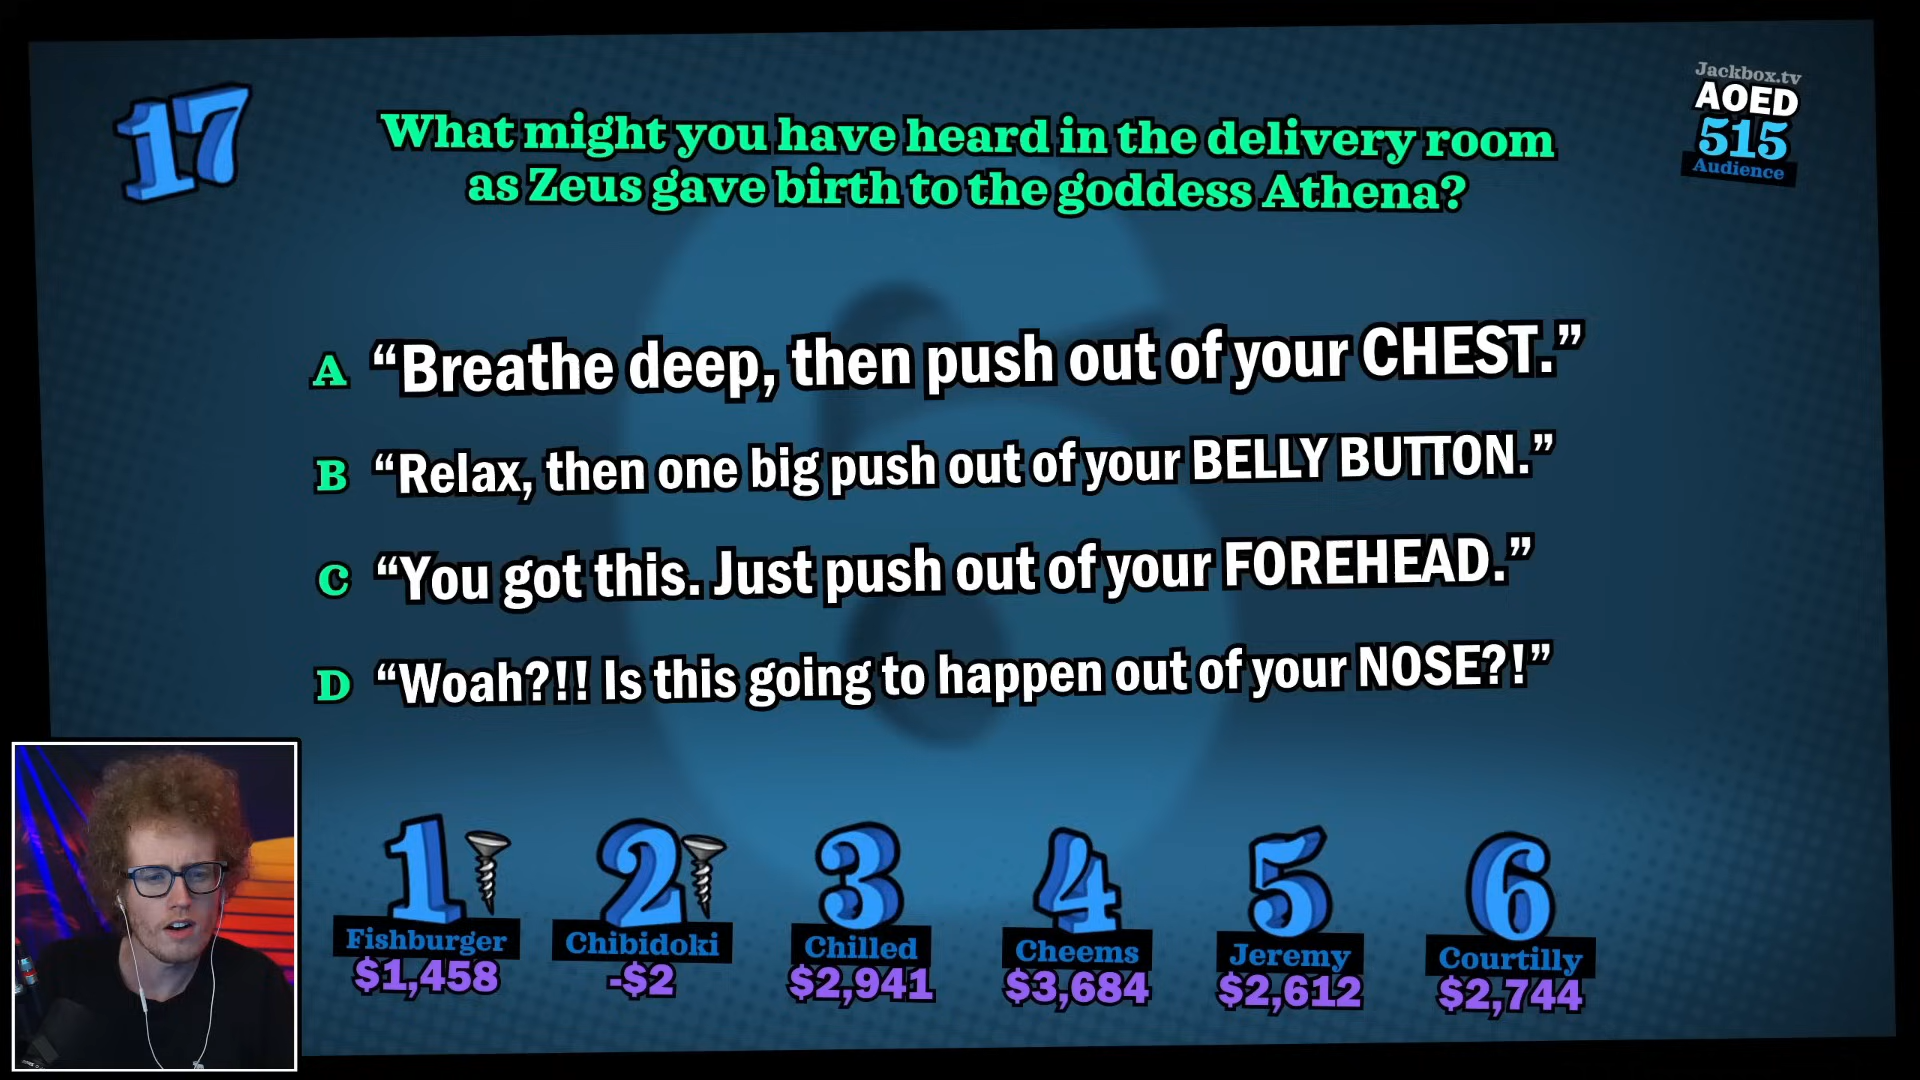 17
What might you have heard in the delivery room
as Zeus gave birth to the goddess Athena?
Jackbox.tv
AOED
515
Audience
A "Breathe deep, then push out of your CHEST."
B "Relax, then one big push out of your BELLY BUTTON."
C "You got this. Just push out of your FOREHEAD."
D "Woah?!! Is this going to happen out of your NOSE?!"
1 2 3 4 5 6
Fishburger Chibidoki Chilled Cheems Jeremy Courtilly
$1,458 -$2 $2,941 $3,684 $2,612 $2,744